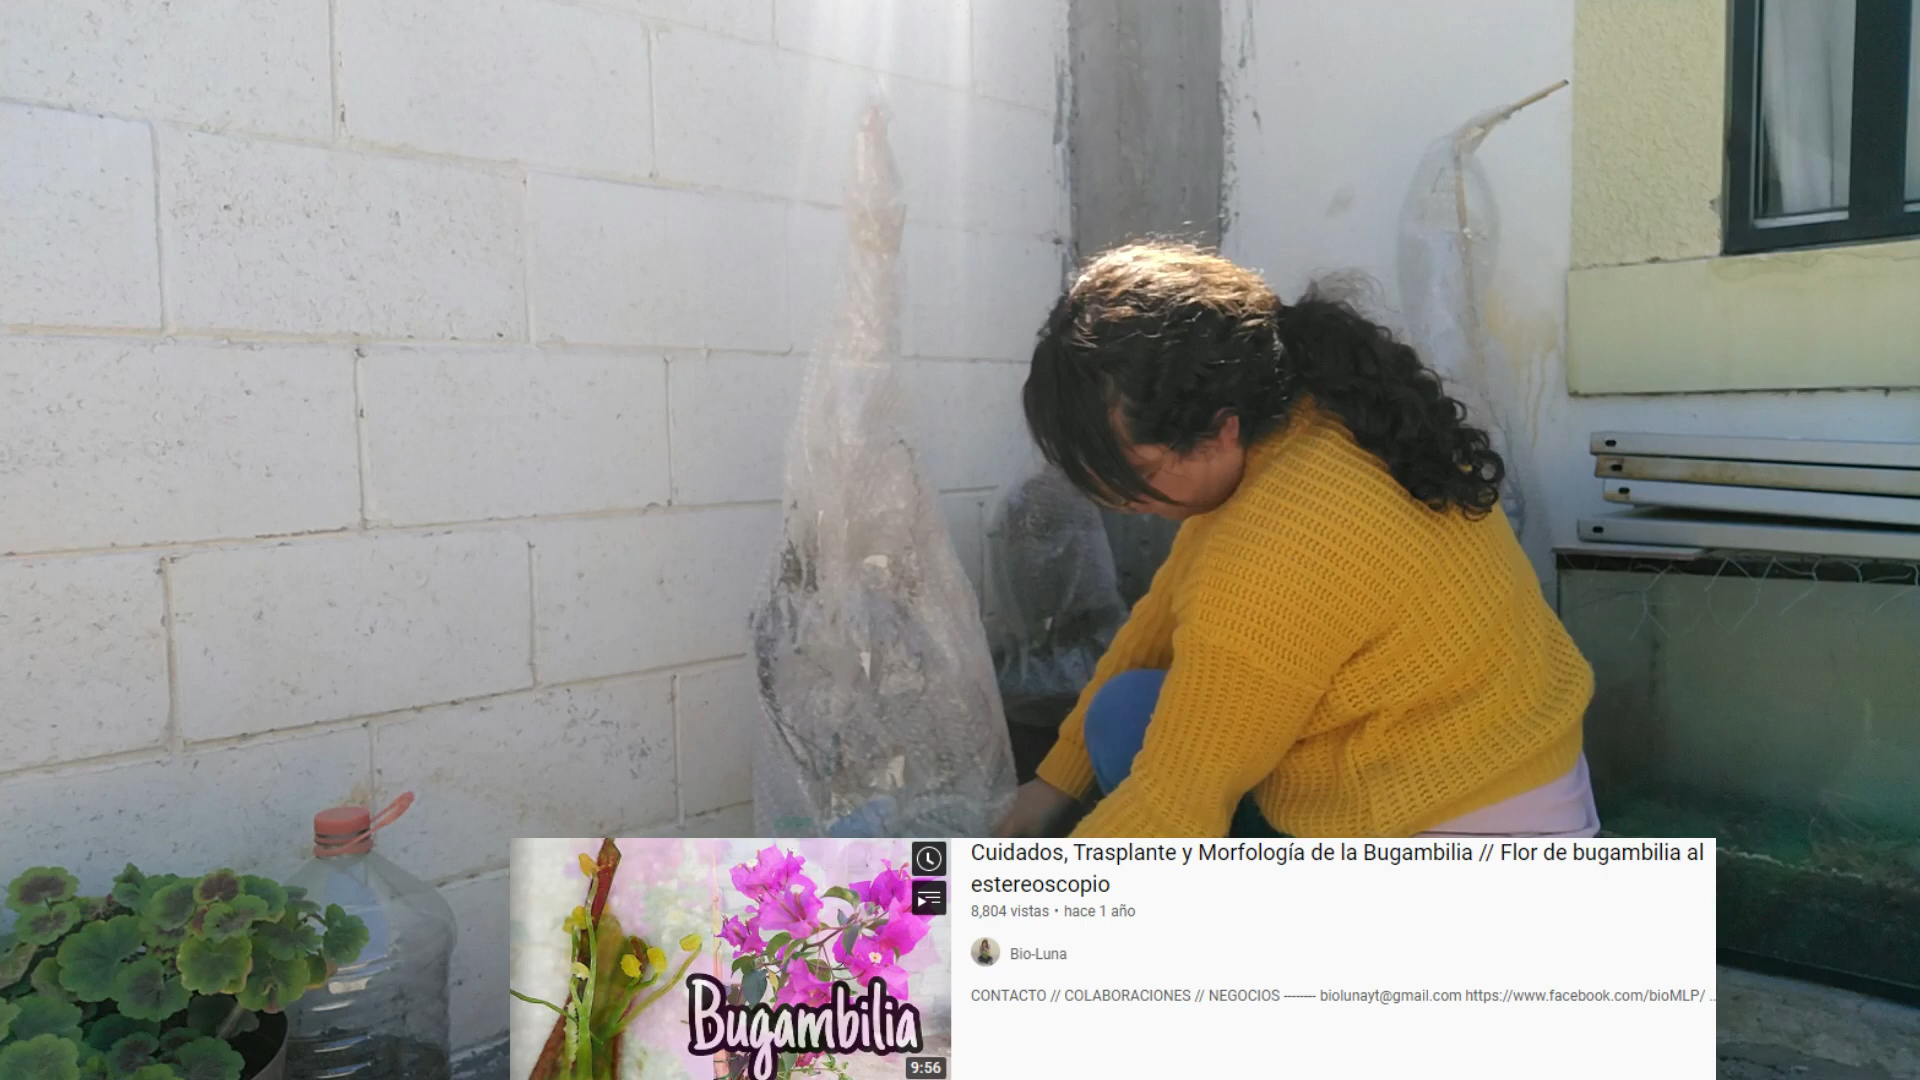 Cuidados, Trasplante y Morfología de la Bugambilia // Flor de bugambilia al
estereoscopio
8,804 vistas • hace 1 año
Bio-Luna
CONTACTO // COLABORACIONES // NEGOCIOS -------- biolunayt@gmail.com https://www.facebook.com/bioMLP/ ...
Bugambilia
9:56